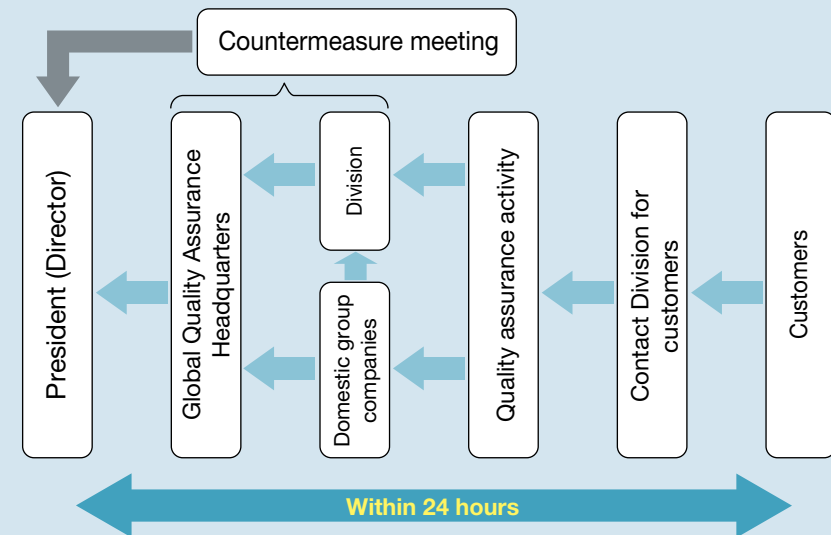 Countermeasure meeting
President (Director)
Global Quality Assurance
Headquarters
Division
Domestic group
companies
Quality assurance activity
Contact Division for
customers
Customers
Within 24 hours